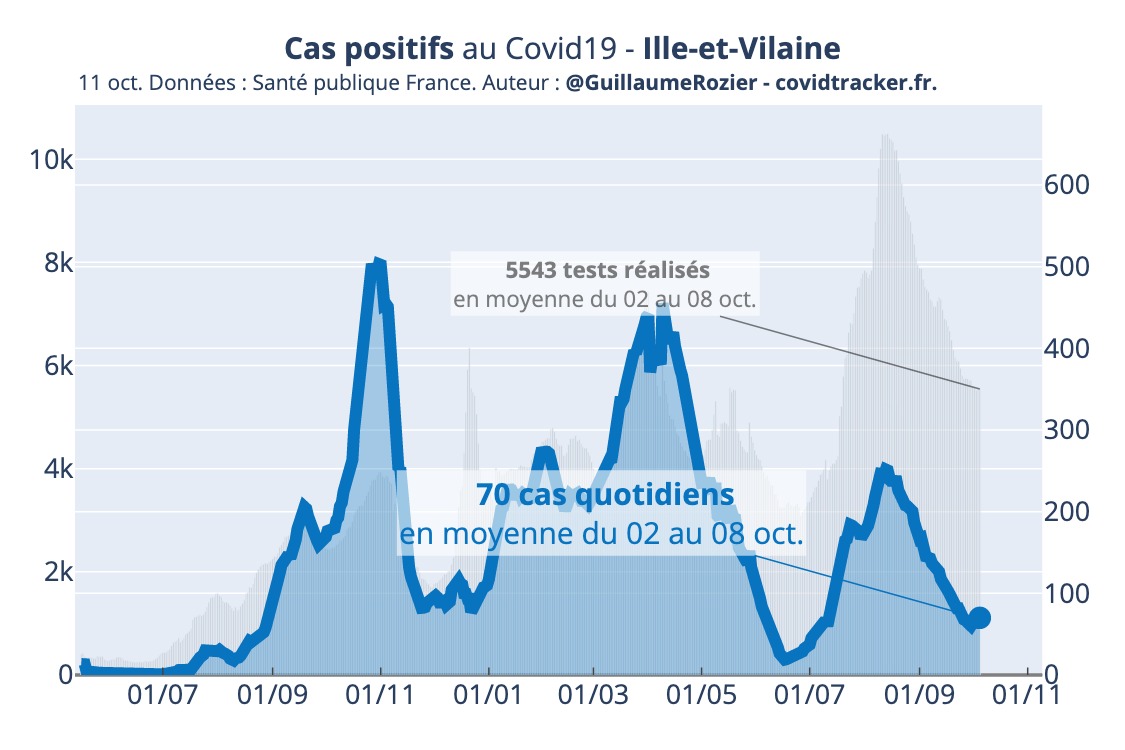 Cas positifs au Covid19 - Ille-et-Vilaine
11 oct. Données : Santé publique France. Auteur : @GuillaumeRozier - covidtracker.fr.
10k
8k
6k
4k
2k
0
600
500
400
300
200
100
0
5543 tests réalisés
en moyenne du 02 au 08 oct.
70 cas quotidiens
en moyenne du 02 au 08 oct.
01/07 01/09 01/11 01/01 01/03 01/05 01/07 01/09 01/11